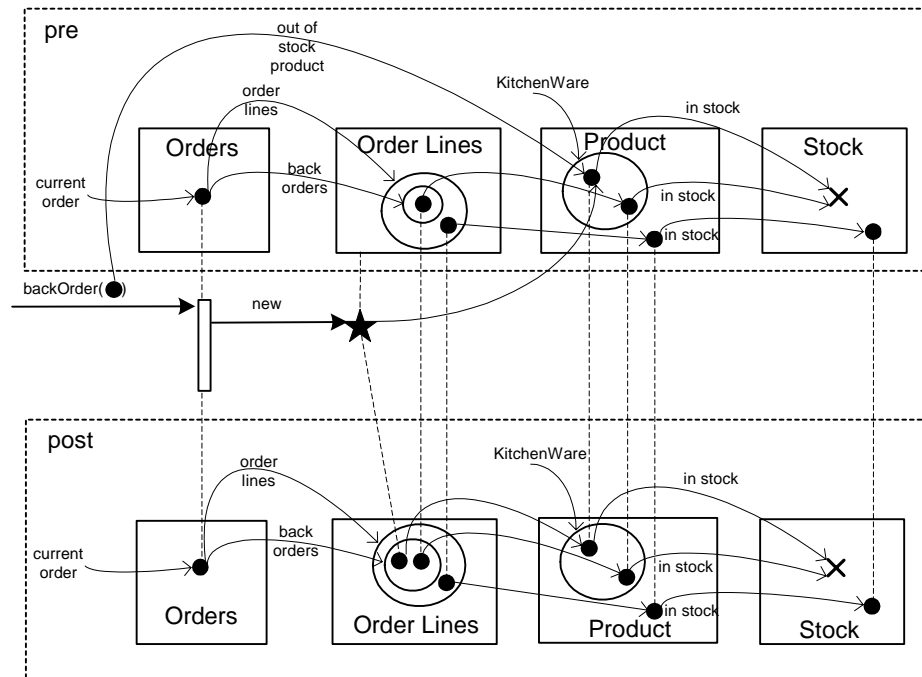 pre
out of
stock
product
KitchenWare
order
lines
in stock
Orders
Order Lines
Product
Stock
current
order
back
orders
in stock
in stock
backOrder( )
new
post
KitchenWare
order
lines
in stock
current
order
back
orders
in stock
in stock
Orders
Order Lines
Product
Stock